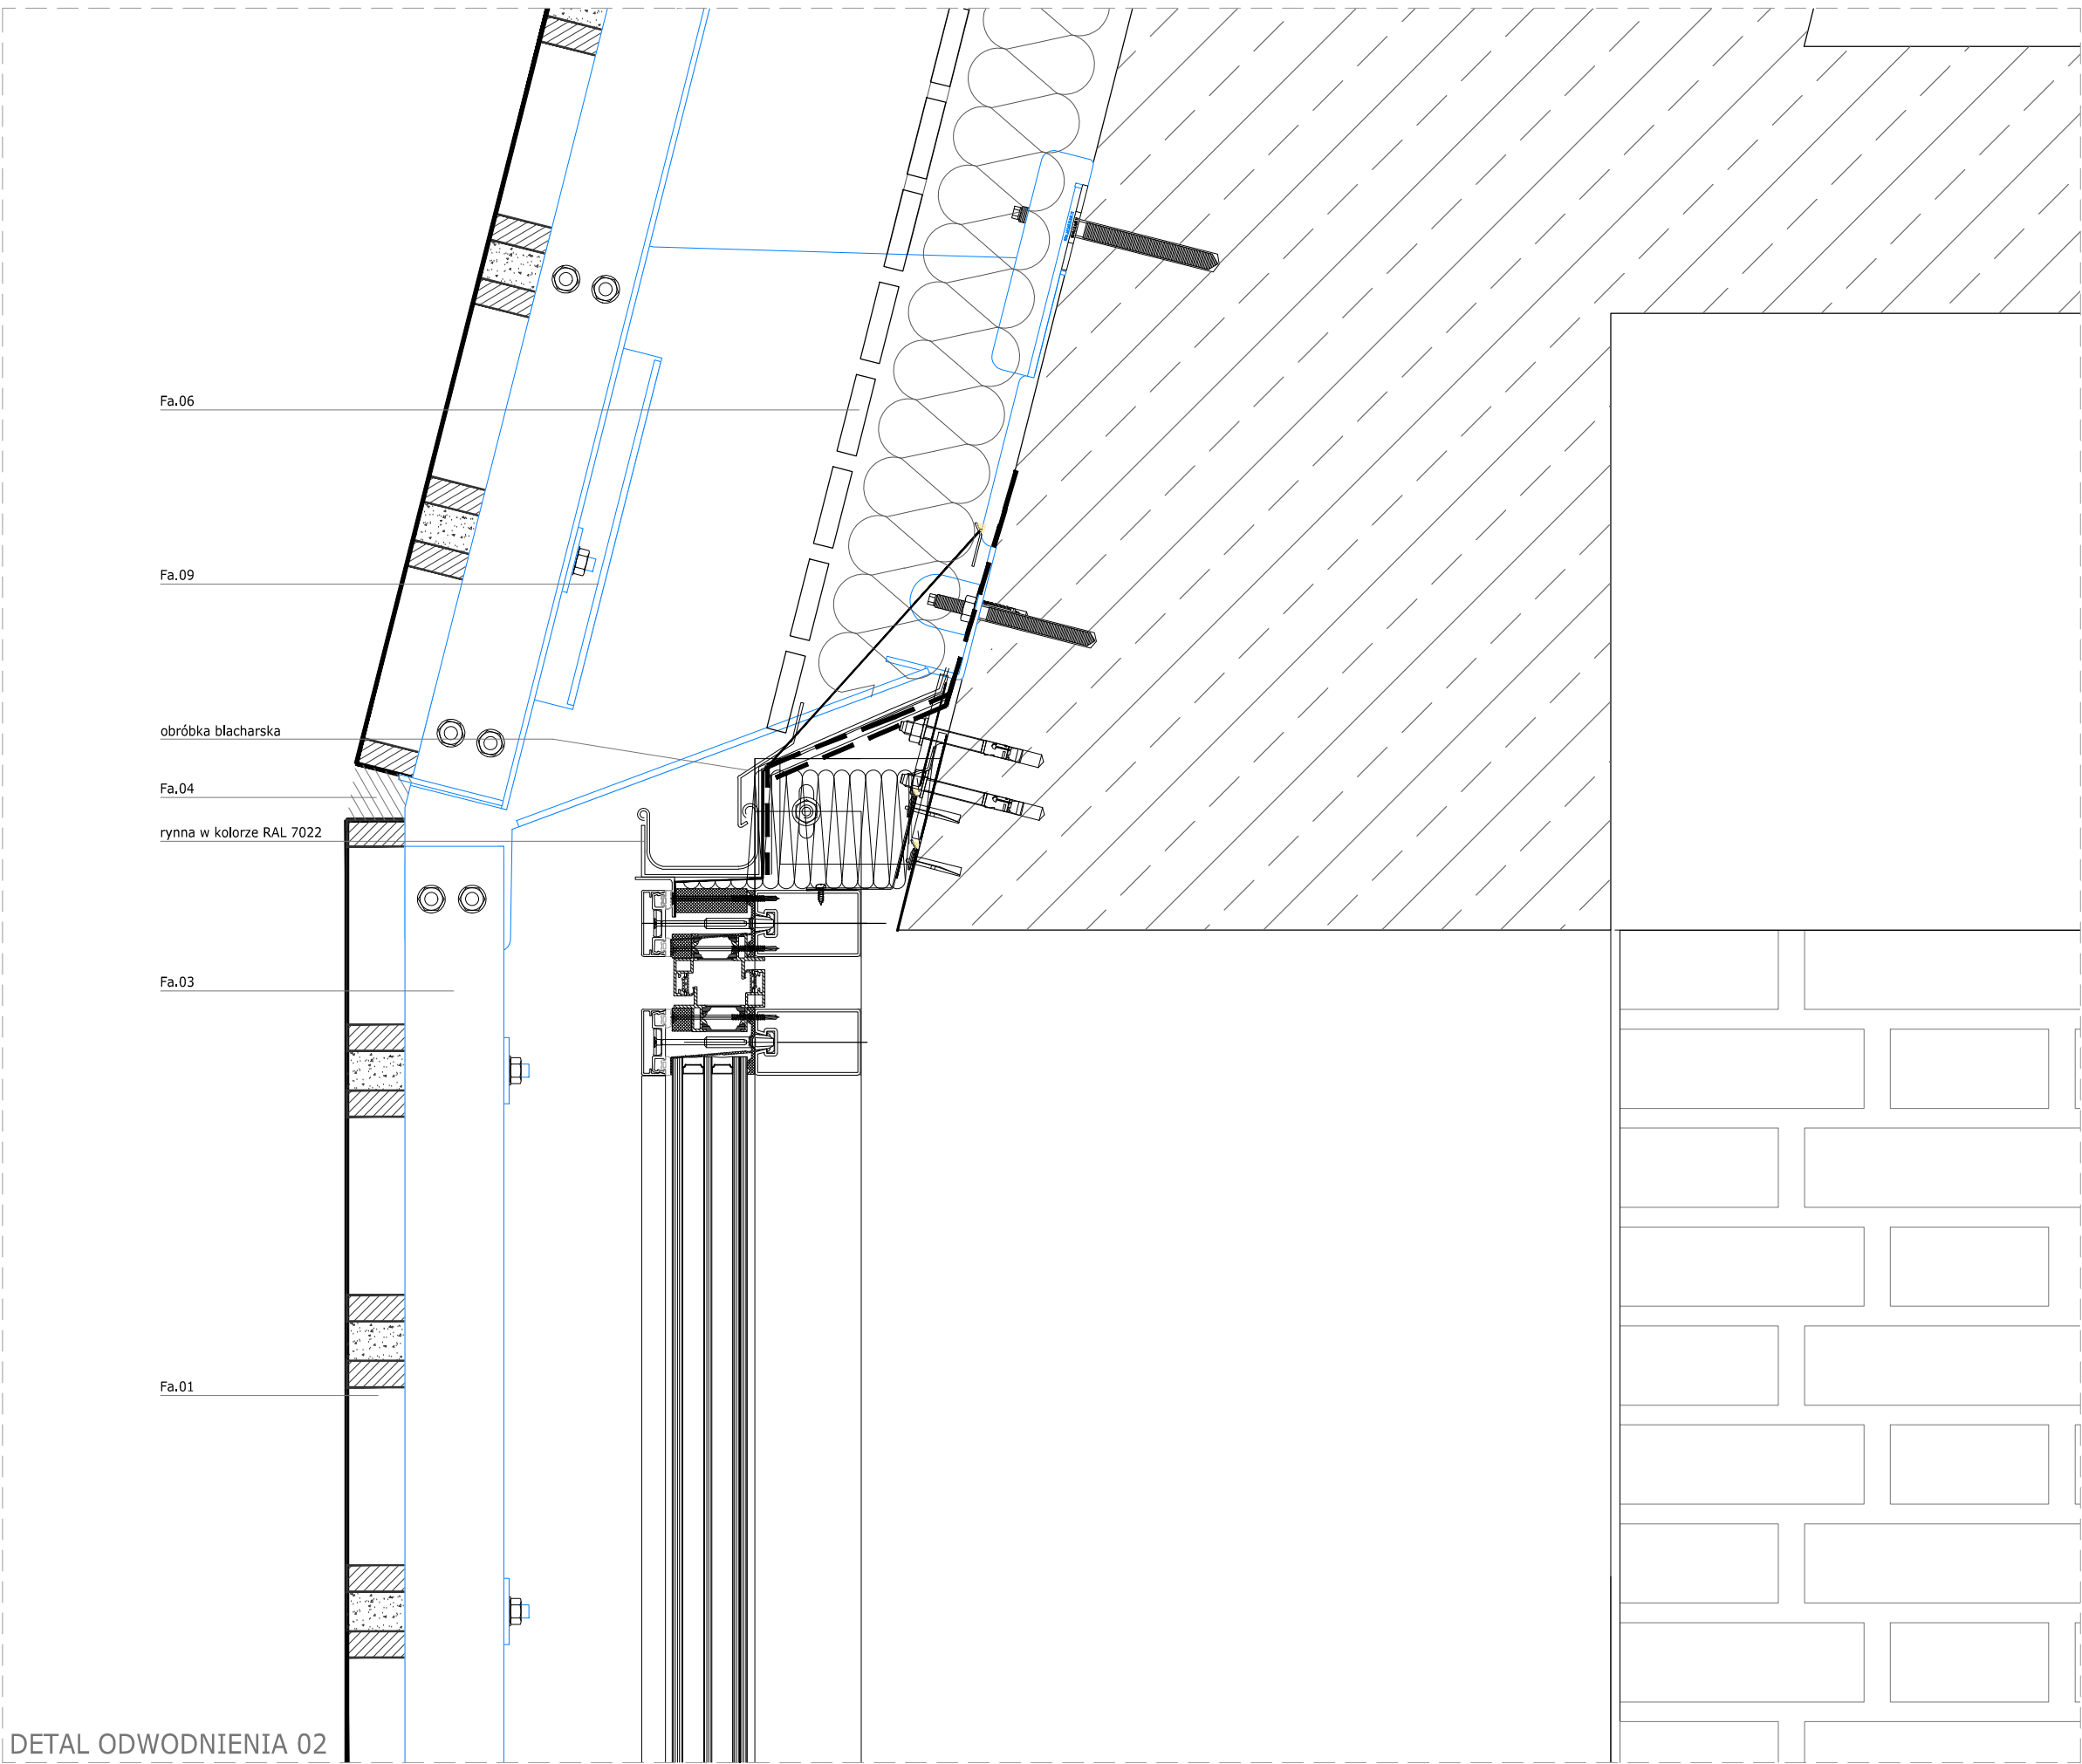 Fa.06
Fa.09
obróbka blacharska
Fa.04
rynna w kolorze RAL 7022
Fa.03
Fa.01
DETAL ODWODNIENIA 02